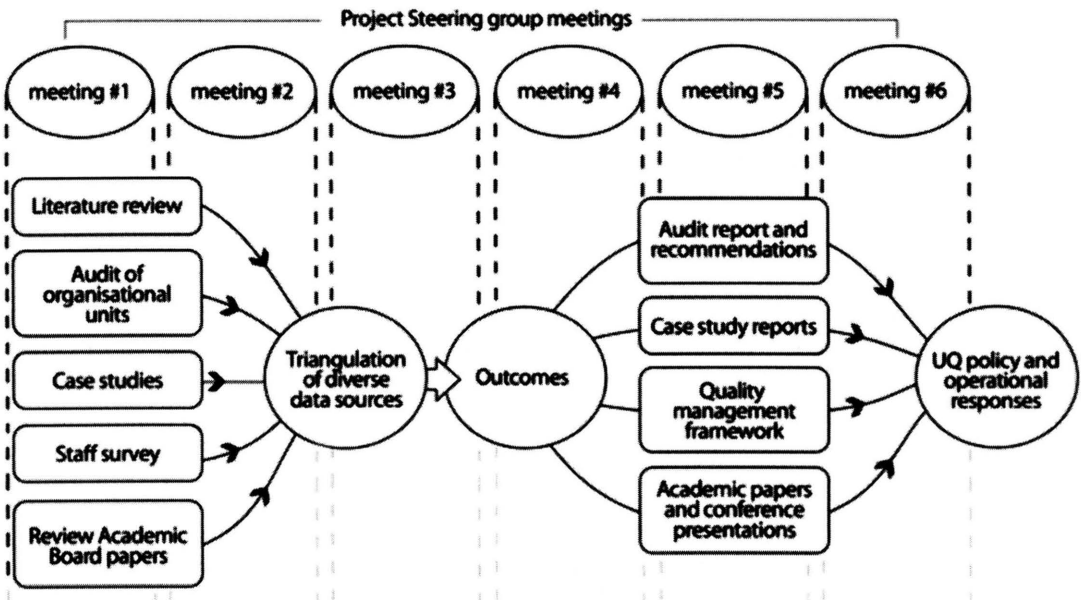 Project Steering group meetings
meeting #1
meeting #2
meeting #3
meeting #4
meeting #5
meeting #6
Literature review
Audit of
organisational
units
Case studies
Staff survey
Review Academic
Board papers
Triangulation
of diverse
data sources
Outcomes
Audit report and
recommendations
Case study reports
Quality
management
framework
Academic papers
and conference
presentations
UQ policy and
operational
responses